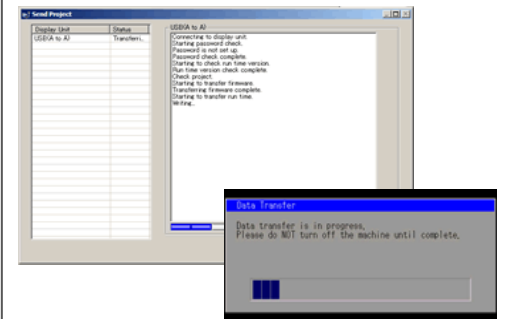 Send Project
Display Unit Status
USB(A to A) Transferri..
USB(A to A)
Connecting to display unit.
Starting password check.
Password is not set up.
Password check complete.
Starting to check run time version.
Run time version check complete.
Check project.
Starting to transfer firmware.
Transferring firmware complete.
Starting to transfer run time.
Writing..
Data Transfer
Data transfer is in progress.
Please do NOT turn off the machine until complete.